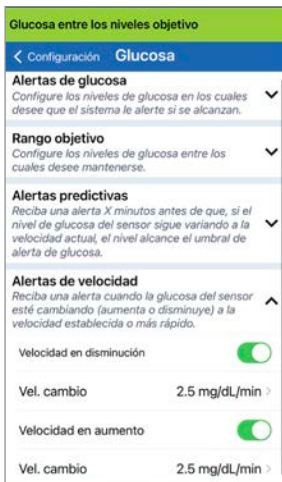 Glucosa entre los niveles objetivo
Configuración Glucosa
Alertas de glucosa
Configure los niveles de glucosa en los cuales
desee que el sistema le alerte si se alcanzan.
Rango objetivo
Configure los niveles de glucosa entre los
cuales desee mantenerse.
Alertas predictivas
Reciba una alerta X minutos antes de que, si el
nivel de glucosa del sensor sigue variando a la
velocidad actual, el nivel alcance el umbral de
alerta de glucosa.
Alertas de velocidad
Reciba una alerta cuando la glucosa del sensor
esté cambiando (aumenta o disminuye) a la
velocidad establecida o más rápido.
Velocidad en disminución
Vel. cambio 2.5 mg/dL/min
Velocidad en aumento
Vel. cambio 2.5 mg/dL/min